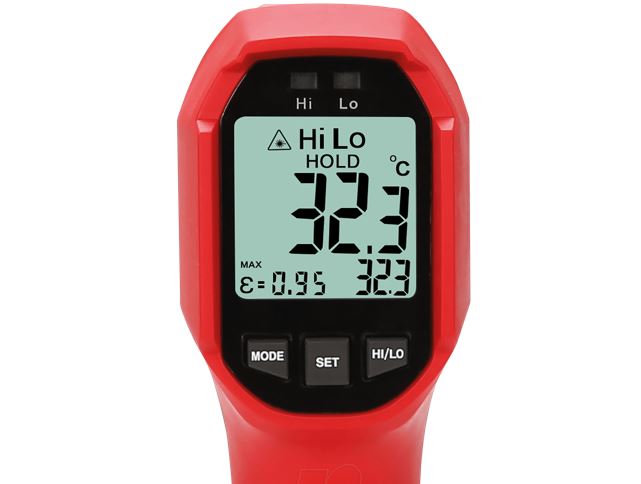 Hi Lo
Hi Lo
HOLD
°C
32.3
MAX
ε=0.95 32.3
MODE SET HI/LO